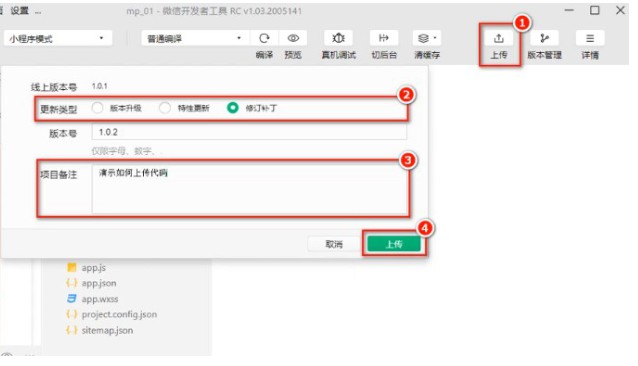 设置 ...
mp_01 - 微信开发者工具 RC v1.03.2005141
1
小程序模式
普通编译
编译 预览 真机调试 切后台 清缓存
上传 版本管理 详情
线上版本号 1.0.1
2
更新类型 版本升级 特性更新 修订补丁
版本号 1.0.2
仅限字母、数字、.
3
项目备注 演示如何上传代码
4
取消 上传
app.js
app.json
app.wxss
project.config.json
sitemap.json